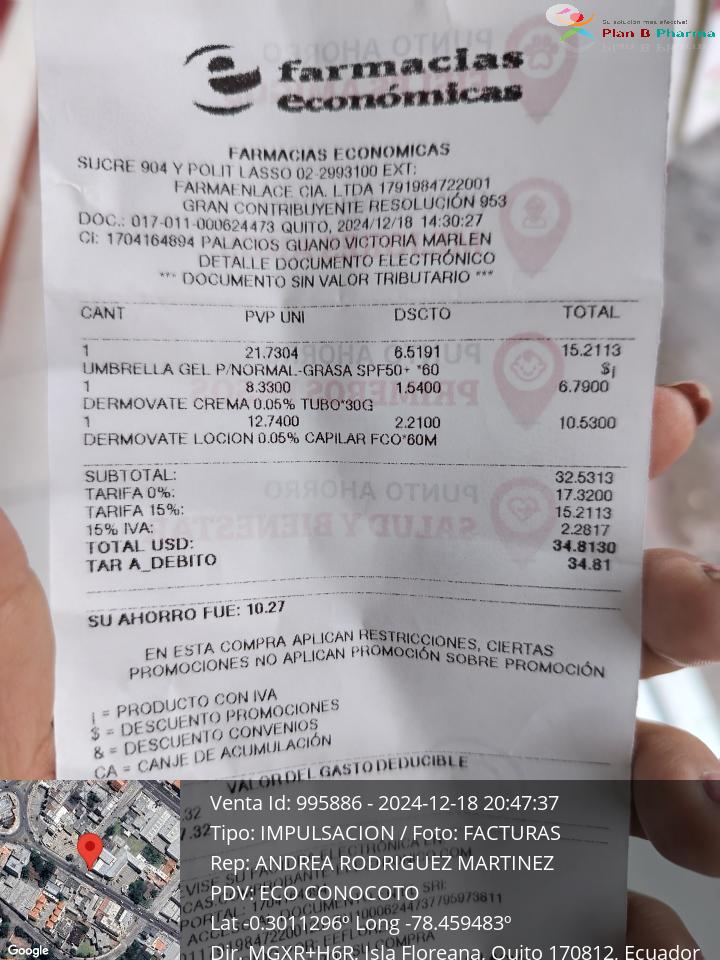 Su solución más efectiva!
Plan B Pharma
farmacias
económicas
FARMACIAS ECONOMICAS
SUCRE 904 Y POLIT LASSO 02-2993100 EXT:
FARMAENLACE CIA. LTDA 1791984722001
GRAN CONTRIBUYENTE RESOLUCIÓN 953
DOC.: 017-011-000624473 QUITO, 2024/12/18 14:30:27
CI: 1704164894 PALACIOS GUANO VICTORIA MARLEN
DETALLE DOCUMENTO ELECTRÓNICO
*** DOCUMENTO SIN VALOR TRIBUTARIO ***
CANT PVP UNI DSCTO TOTAL
1 21.7304 6.5191 15.2113
UMBRELLA GEL P/NORMAL-GRASA SPF50+ *60 $¡
1 8.3300 1.5400 6.7900
DERMOVATE CREMA 0.05% TUBO*30G
1 12.7400 2.2100 10.5300
DERMOVATE LOCION 0.05% CAPILAR FCO*60M
SUBTOTAL: 32.5313
TARIFA 0%: 17.3200
TARIFA 15%: 15.2113
15% IVA: 2.2817
TOTAL USD: 34.8130
TAR A_DEBITO 34.81
SU AHORRO FUE: 10.27
EN ESTA COMPRA APLICAN RESTRICCIONES, CIERTAS
PROMOCIONES NO APLICAN PROMOCIÓN SOBRE PROMOCIÓN
¡ = PRODUCTO CON IVA
$ = DESCUENTO PROMOCIONES
& = DESCUENTO CONVENIOS
CA = CANJE DE ACUMULACIÓN
VALOR DEL GASTO DEDUCIBLE
Venta Id: 995886 - 2024-12-18 20:47:37
Tipo: IMPULSACION / Foto: FACTURAS
Rep: ANDREA RODRIGUEZ MARTINEZ
PDV: ECO CONOCOTO
Lat -0.3011296º Long -78.459483º
Dir. MGXR+H6R, Isla Floreana, Quito 170812, Ecuador
Google